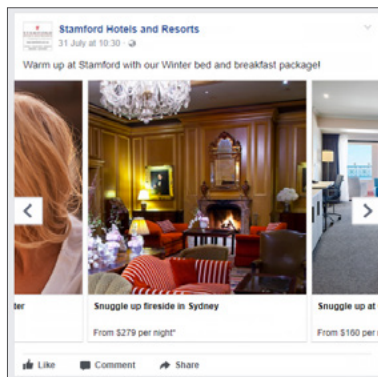 Stamford Hotels and Resorts
31 July at 10:30 ·
Warm up at Stamford with our Winter bed and breakfast package!
ter
Snuggle up fireside in Sydney
Snuggle up at
From $279 per night*
From $160 per
Like
Comment
Share